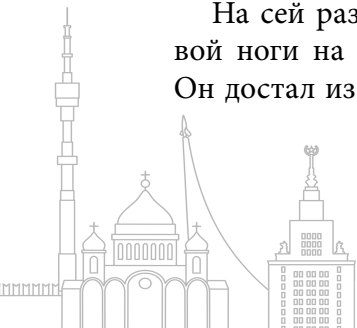 На сей раз
вой ноги на
Он достал из